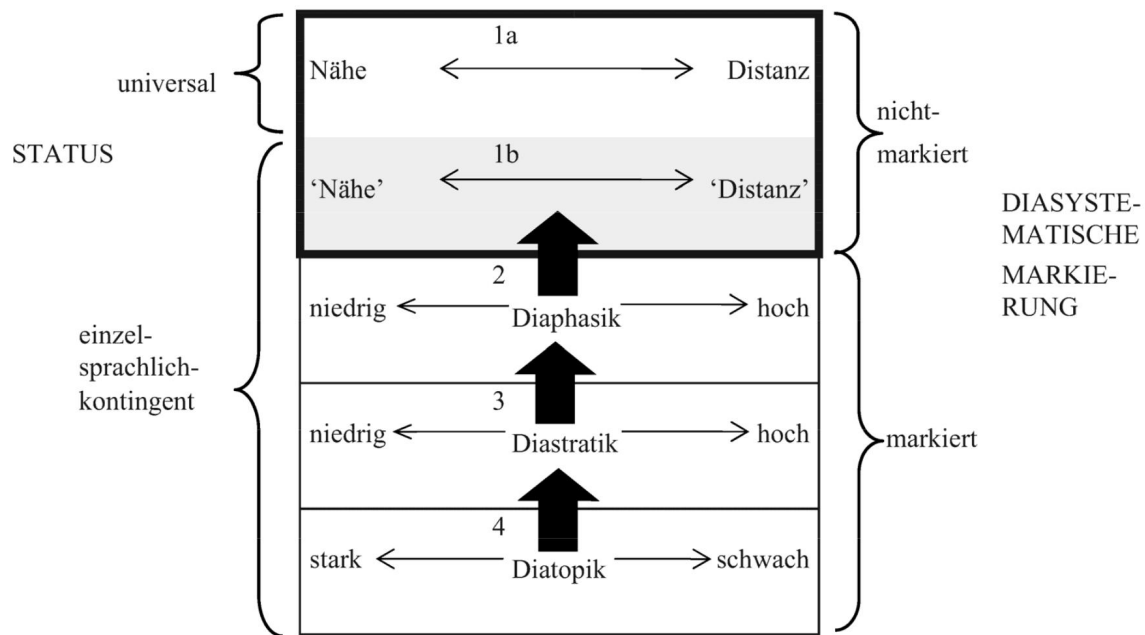 1a
Nähe
Distanz
universal
nicht-
markiert
STATUS
1b
‘Nähe’
‘Distanz’
DIASYSTE-
MATISCHE
MARKIE-
RUNG
2
niedrig
Diaphasik
hoch
einzel-
sprachlich-
kontingent
3
niedrig
Diastratik
hoch
markiert
4
stark
Diatopik
schwach